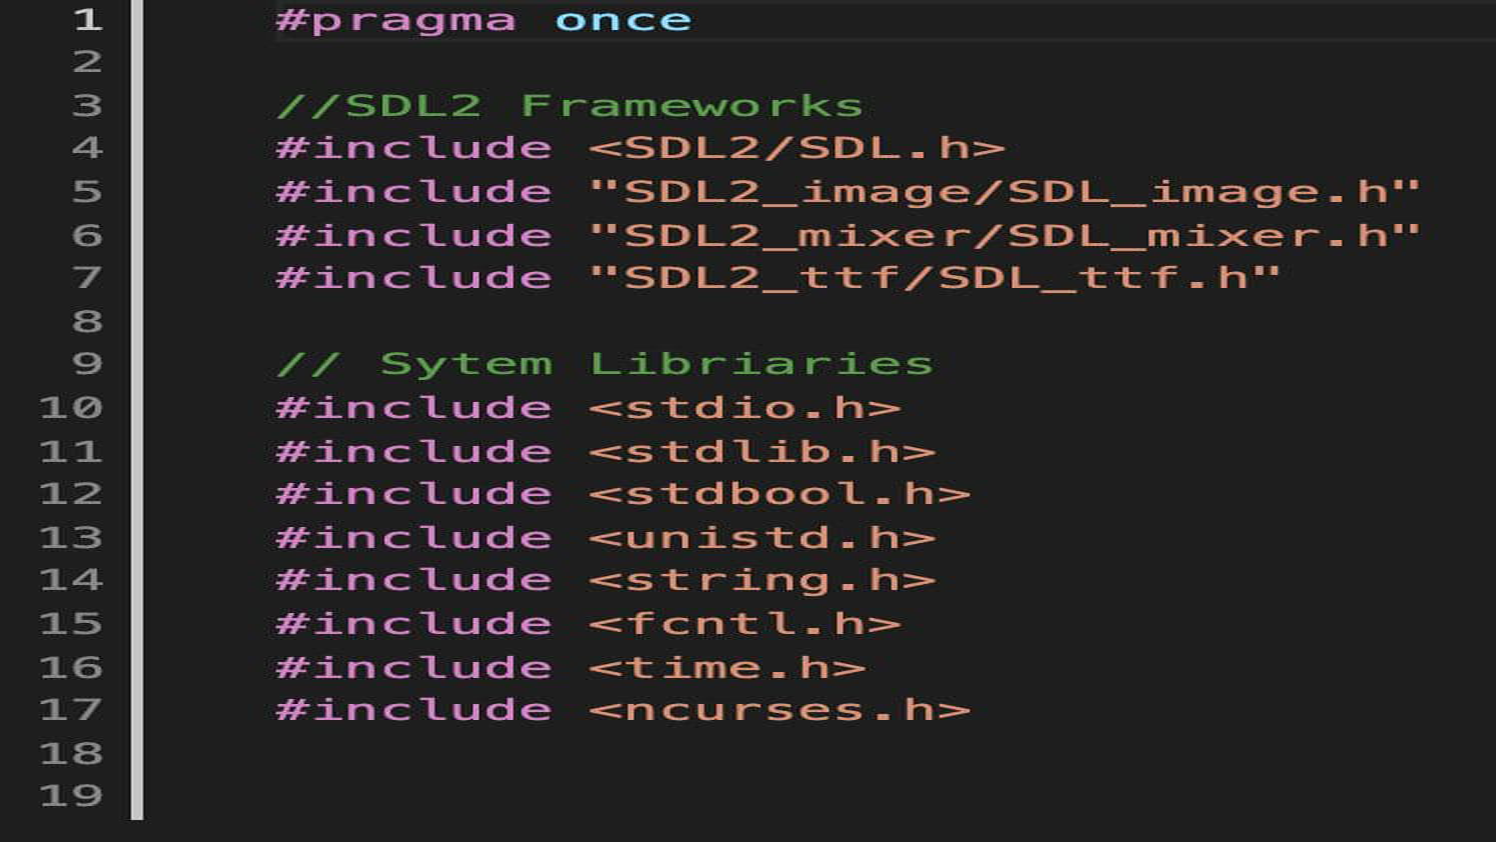 1 #pragma once
2
3 //SDL2 Frameworks
4 #include <SDL2/SDL.h>
5 #include "SDL2_image/SDL_image.h"
6 #include "SDL2_mixer/SDL_mixer.h"
7 #include "SDL2_ttf/SDL_ttf.h"
8
9 // Sytem Libriaries
10 #include <stdio.h>
11 #include <stdlib.h>
12 #include <stdbool.h>
13 #include <unistd.h>
14 #include <string.h>
15 #include <fcntl.h>
16 #include <time.h>
17 #include <ncurses.h>
18
19